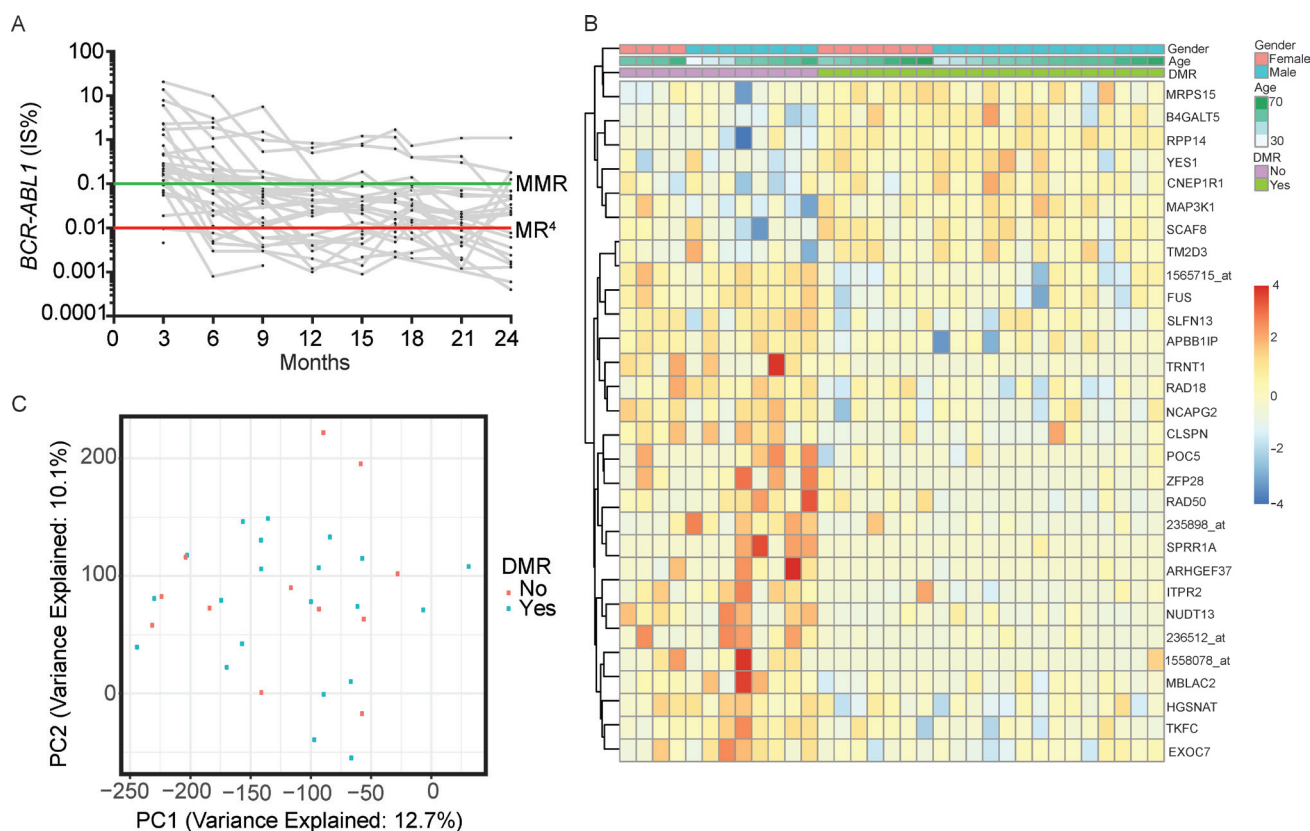 A
100
10
1
0.1
0.01
0.001
0.0001
BCR-ABL1 (IS%)
MMR
MR⁴
0 3 6 9 12 15 18 21 24
Months
B
Gender
Age
DMR
MRPS15
B4GALT5
RPP14
YES1
CNEP1R1
MAP3K1
SCAF8
TM2D3
1565715_at
FUS
SLFN13
APBB1IP
TRNT1
RAD18
NCAPG2
CLSPN
POC5
ZFP28
RAD50
235898_at
SPRR1A
ARHGEF37
ITPR2
NUDT13
236512_at
1558078_at
MBLAC2
HGSNAT
TKFC
EXOC7
Gender
Female
Male
Age
70
30
DMR
No
Yes
4
2
0
−2
−4
C
200
100
0
PC2 (Variance Explained: 10.1%)
−250 −200 −150 −100 −50 0
PC1 (Variance Explained: 12.7%)
DMR
No
Yes